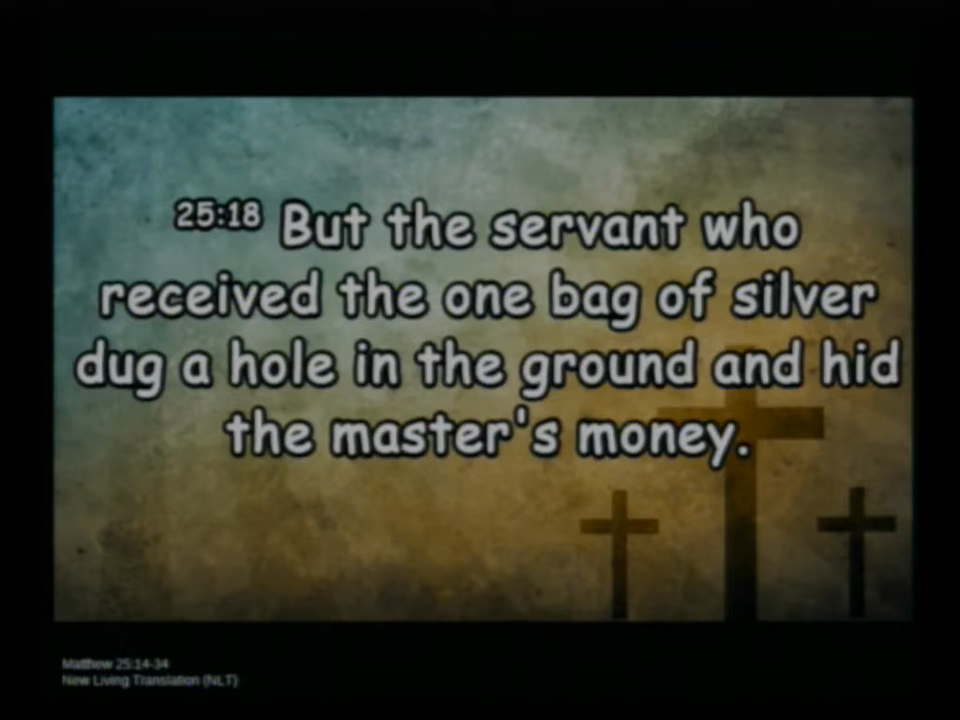 25:18 But the servant who
received the one bag of silver
dug a hole in the ground and hid
the master's money.
Matthew 25:14-34
New Living Translation (NLT)